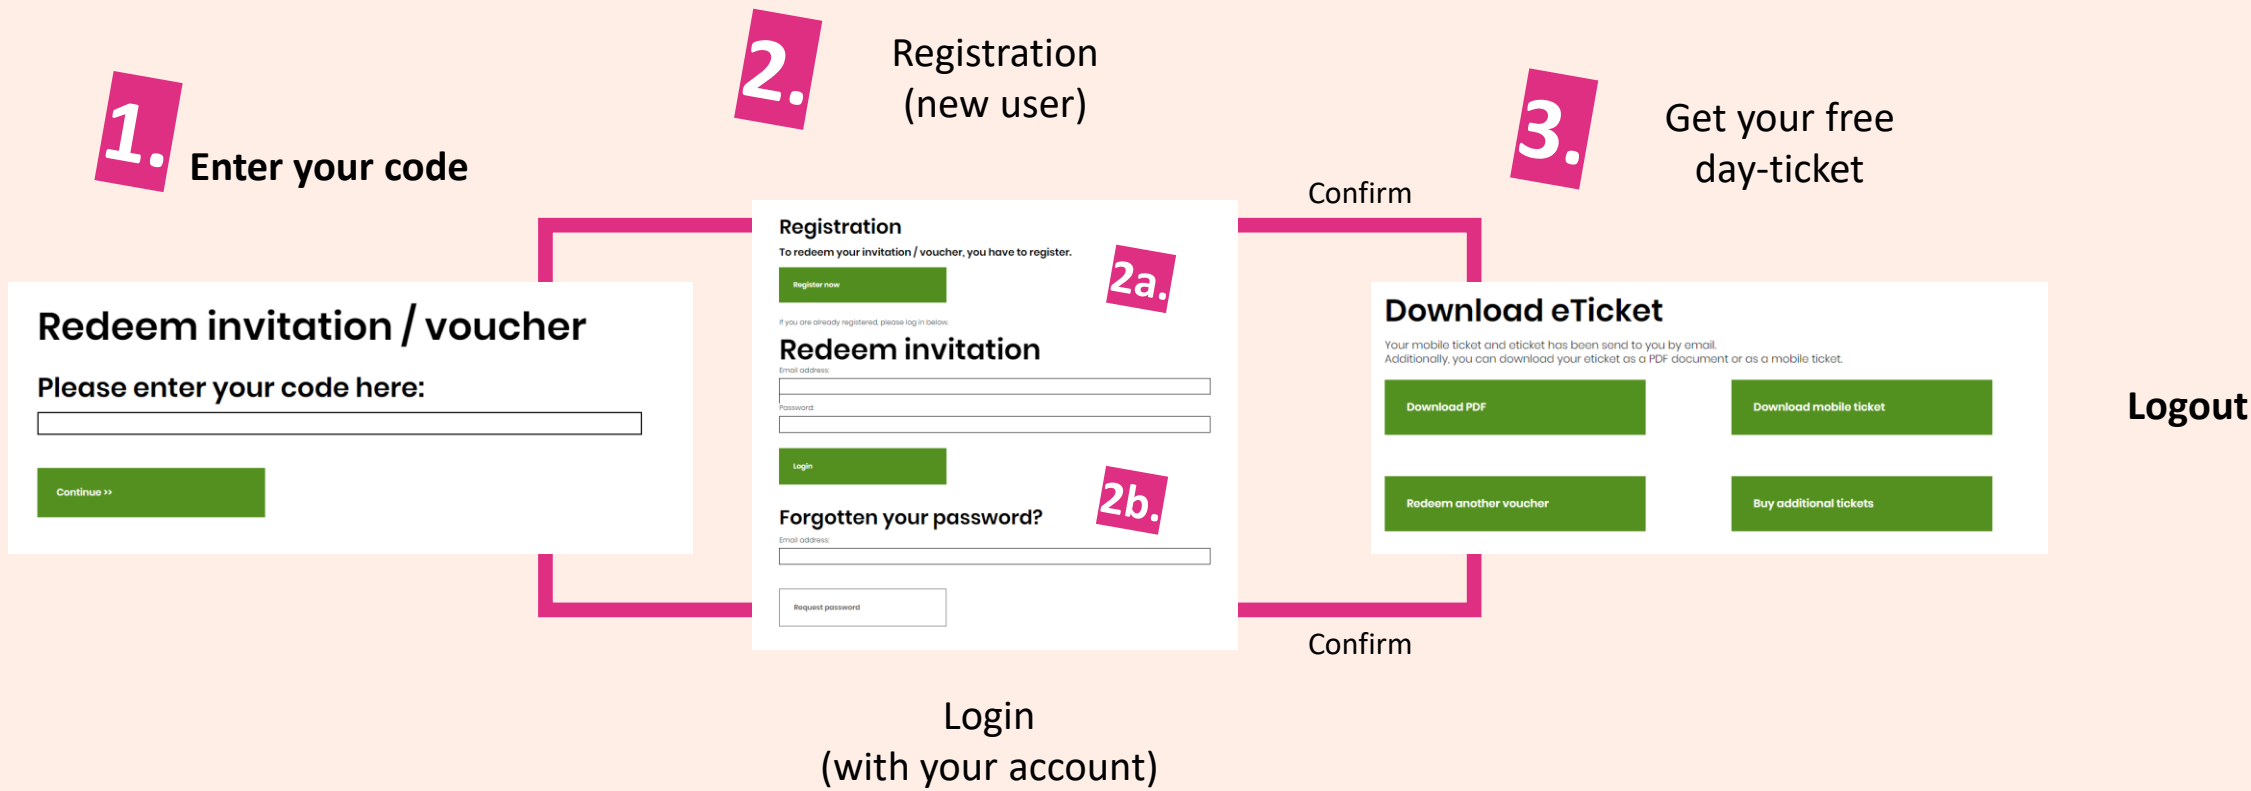 1.
Enter your code
Redeem invitation / voucher
Please enter your code here:
Continue >>
2.
Registration
(new user)
Registration
To redeem your invitation / voucher, you have to register.
2a.
Register now
If you are already registered, please log in below.
Redeem invitation
Email address:
Password:
Login
2b.
Forgotten your password?
Email address:
Request password
Login
(with your account)
Confirm
Confirm
3.
Get your free
day-ticket
Download eTicket
Your mobile ticket and eticket has been send to you by email.
Additionally, you can download your eticket as a PDF document or as a mobile ticket.
Download PDF
Download mobile ticket
Redeem another voucher
Buy additional tickets
Logout